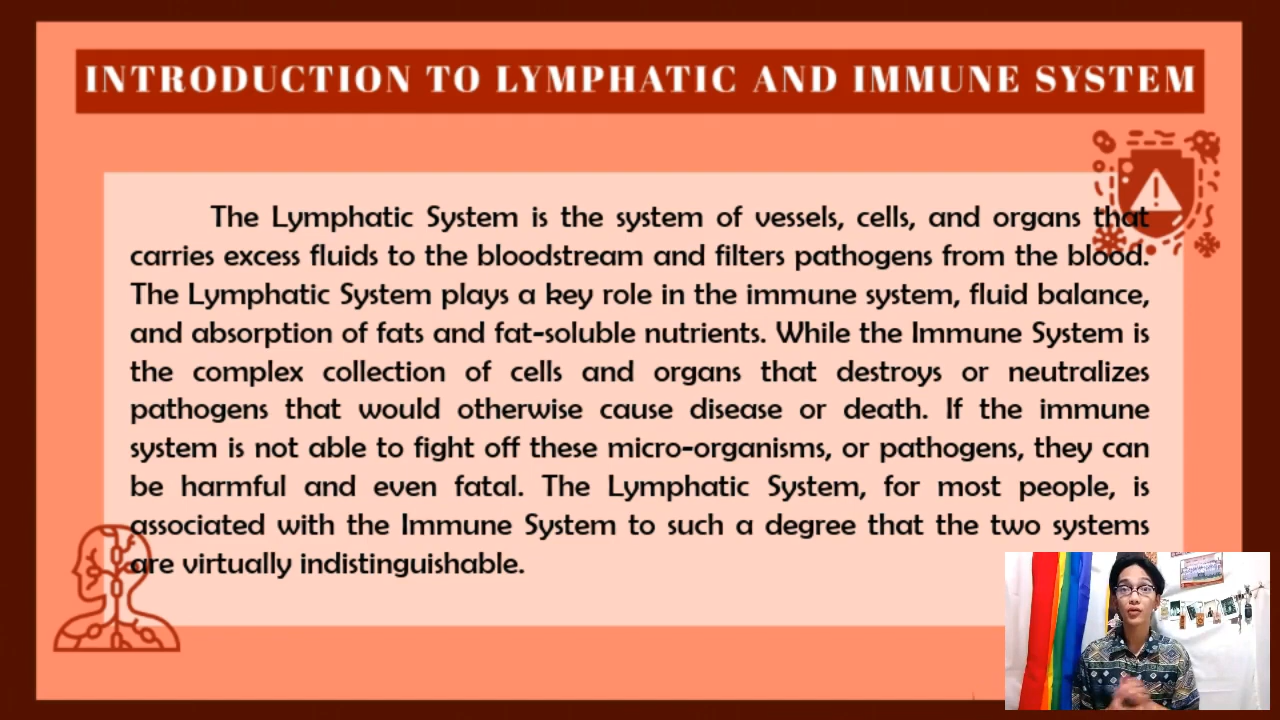 INTRODUCTION TO LYMPHATIC AND IMMUNE SYSTEM
The Lymphatic System is the system of vessels, cells, and organs that
carries excess fluids to the bloodstream and filters pathogens from the blood.
The Lymphatic System plays a key role in the immune system, fluid balance,
and absorption of fats and fat-soluble nutrients. While the Immune System is
the complex collection of cells and organs that destroys or neutralizes
pathogens that would otherwise cause disease or death. If the immune
system is not able to fight off these micro-organisms, or pathogens, they can
be harmful and even fatal. The Lymphatic System, for most people, is
associated with the Immune System to such a degree that the two systems
are virtually indistinguishable.